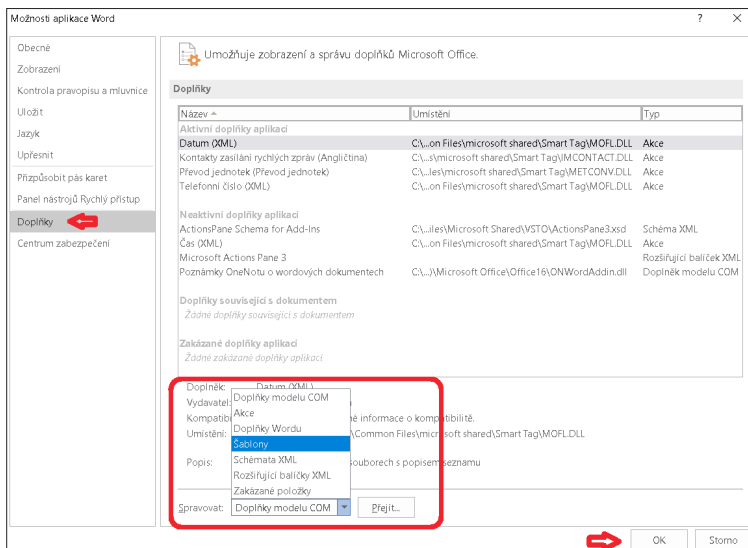 Možnosti aplikace Word ? ×
Obecné
Zobrazení
Kontrola pravopisu a mluvnice
Uložit
Jazyk
Upřesnit
Přizpůsobit pás karet
Panel nástrojů Rychlý přístup
Doplňky
Centrum zabezpečení
Umožňuje zobrazení a správu doplňků Microsoft Office.
Doplňky
Název Umístění Typ
Aktivní doplňky aplikací
Datum (XML) C:\...on Files\microsoft shared\Smart Tag\MOFL.DLL Akce
Kontakty zasílání rychlých zpráv (Angličtina) C:\...s\microsoft shared\Smart Tag\IMCONTACT.DLL Akce
Převod jednotek (Převod jednotek) C:\...les\microsoft shared\Smart Tag\METCONV.DLL Akce
Telefonní číslo (XML) C:\...on Files\microsoft shared\Smart Tag\MOFL.DLL Akce
Neaktivní doplňky aplikací
ActionsPane Schema for Add-Ins C:\...iles\Microsoft Shared\VSTO\ActionsPane3.xsd Schéma XML
Čas (XML) C:\...on Files\microsoft shared\Smart Tag\MOFL.DLL Akce
Microsoft Actions Pane 3 Rozšiřující balíček XML
Poznámky OneNotu o wordových dokumentech C:\...)\Microsoft Office\Office16\ONWordAddin.dll Doplněk modelu COM
Doplňky související s dokumentem
Žádné doplňky související s dokumentem
Zakázané doplňky aplikací
Žádné zakázané doplňky aplikací
Doplněk: Datum (XML)
Vydavatel:
Kompatibi né informace o kompatibilitě.
Umístění: \Common Files\microsoft shared\Smart Tag\MOFL.DLL
Popis: souborech s popisem seznamu
Doplňky modelu COM
Akce
Doplňky Wordu
Šablony
Schémata XML
Rozšiřující balíčky XML
Zakázané položky
Spravovat: Doplňky modelu COM Přejít...
OK Storno